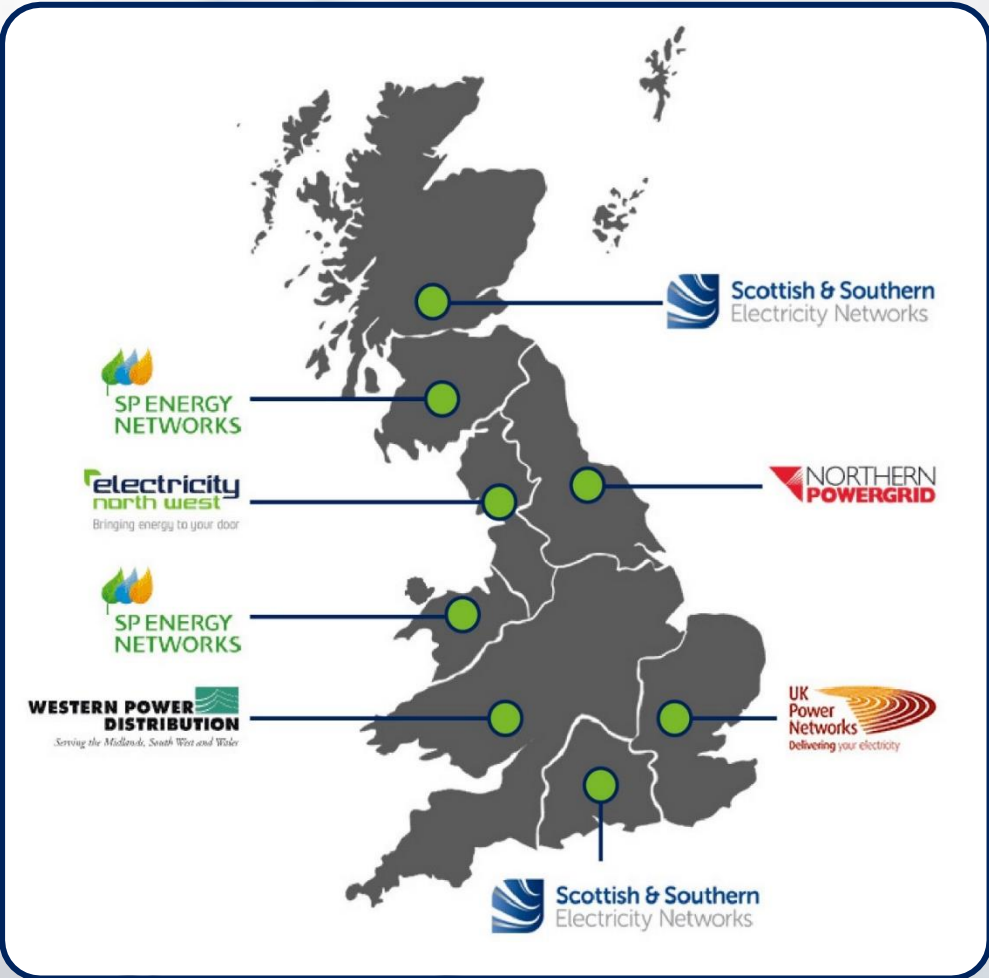 Scottish & Southern
Electricity Networks
SP ENERGY
NETWORKS
electricity
north west
Bringing energy to your door
NORTHERN
POWERGRID
SP ENERGY
NETWORKS
WESTERN POWER
DISTRIBUTION
Serving the Midlands, South West and Wales
UK
Power
Networks
Delivering your electricity
Scottish & Southern
Electricity Networks